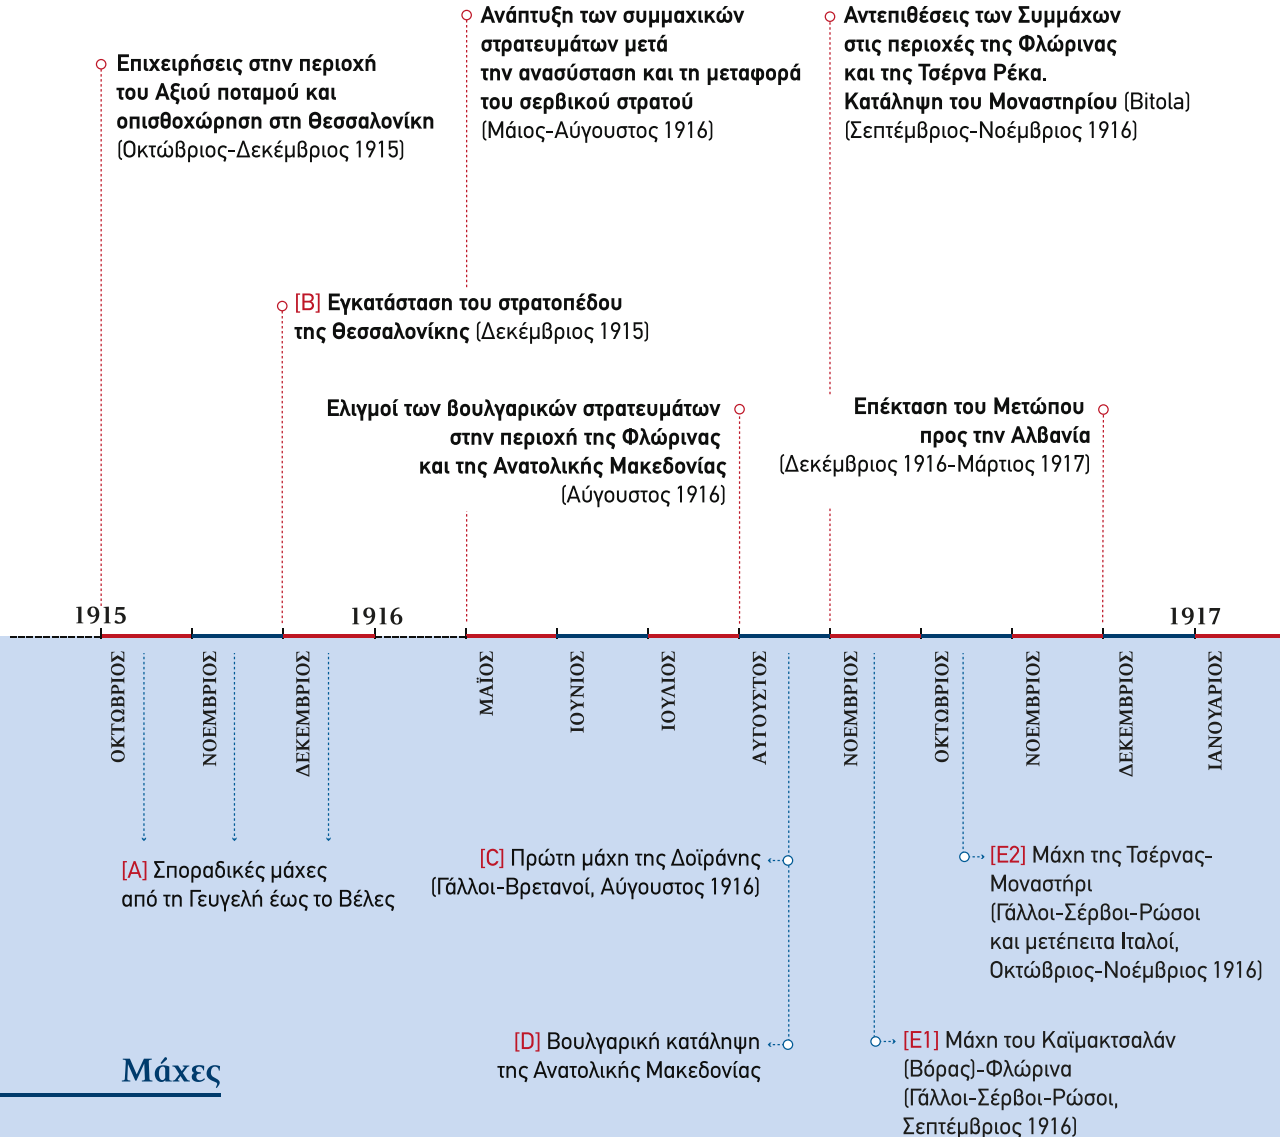 Επιχειρήσεις στην περιοχή
του Αξιού ποταμού και
οπισθοχώρηση στη Θεσσαλονίκη
(Οκτώβριος-Δεκέμβριος 1915)
Ανάπτυξη των συμμαχικών
στρατευμάτων μετά
την ανασύσταση και τη μεταφορά
του σερβικού στρατού
(Μάιος-Αύγουστος 1916)
Αντεπιθέσεις των Συμμάχων
στις περιοχές της Φλώρινας
και της Τσέρνα Ρέκα.
Κατάληψη του Μοναστηρίου (Bitola)
(Σεπτέμβριος-Νοέμβριος 1916)
[B] Εγκατάσταση του στρατοπέδου
της Θεσσαλονίκης (Δεκέμβριος 1915)
Ελιγμοί των βουλγαρικών στρατευμάτων
στην περιοχή της Φλώρινας
και της Ανατολικής Μακεδονίας
(Αύγουστος 1916)
Επέκταση του Μετώπου
προς την Αλβανία
(Δεκέμβριος 1916-Μάρτιος 1917)
1915
1916
1917
ΟΚΤΩΒΡΙΟΣ
ΝΟΕΜΒΡΙΟΣ
ΔΕΚΕΜΒΡΙΟΣ
ΜΑΪΟΣ
ΙΟΥΝΙΟΣ
ΙΟΥΛΙΟΣ
ΑΥΓΟΥΣΤΟΣ
ΝΟΕΜΒΡΙΟΣ
ΟΚΤΩΒΡΙΟΣ
ΝΟΕΜΒΡΙΟΣ
ΔΕΚΕΜΒΡΙΟΣ
ΙΑΝΟΥΑΡΙΟΣ
[A] Σποραδικές μάχες
από τη Γευγελή έως το Βέλες
[C] Πρώτη μάχη της Δοϊράνης
(Γάλλοι-Βρετανοί, Αύγουστος 1916)
[E2] Μάχη της Τσέρνας-
Μοναστήρι
(Γάλλοι-Σέρβοι-Ρώσοι
και μετέπειτα Ιταλοί,
Οκτώβριος-Νοέμβριος 1916)
[D] Βουλγαρική κατάληψη
της Ανατολικής Μακεδονίας
[E1] Μάχη του Καϊμακτσαλάν
(Βόρας)-Φλώρινα
(Γάλλοι-Σέρβοι-Ρώσοι,
Σεπτέμβριος 1916)
Μάχες